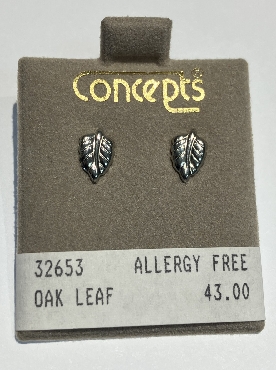 Concepts
32653 ALLERGY FREE
OAK LEAF 43.00